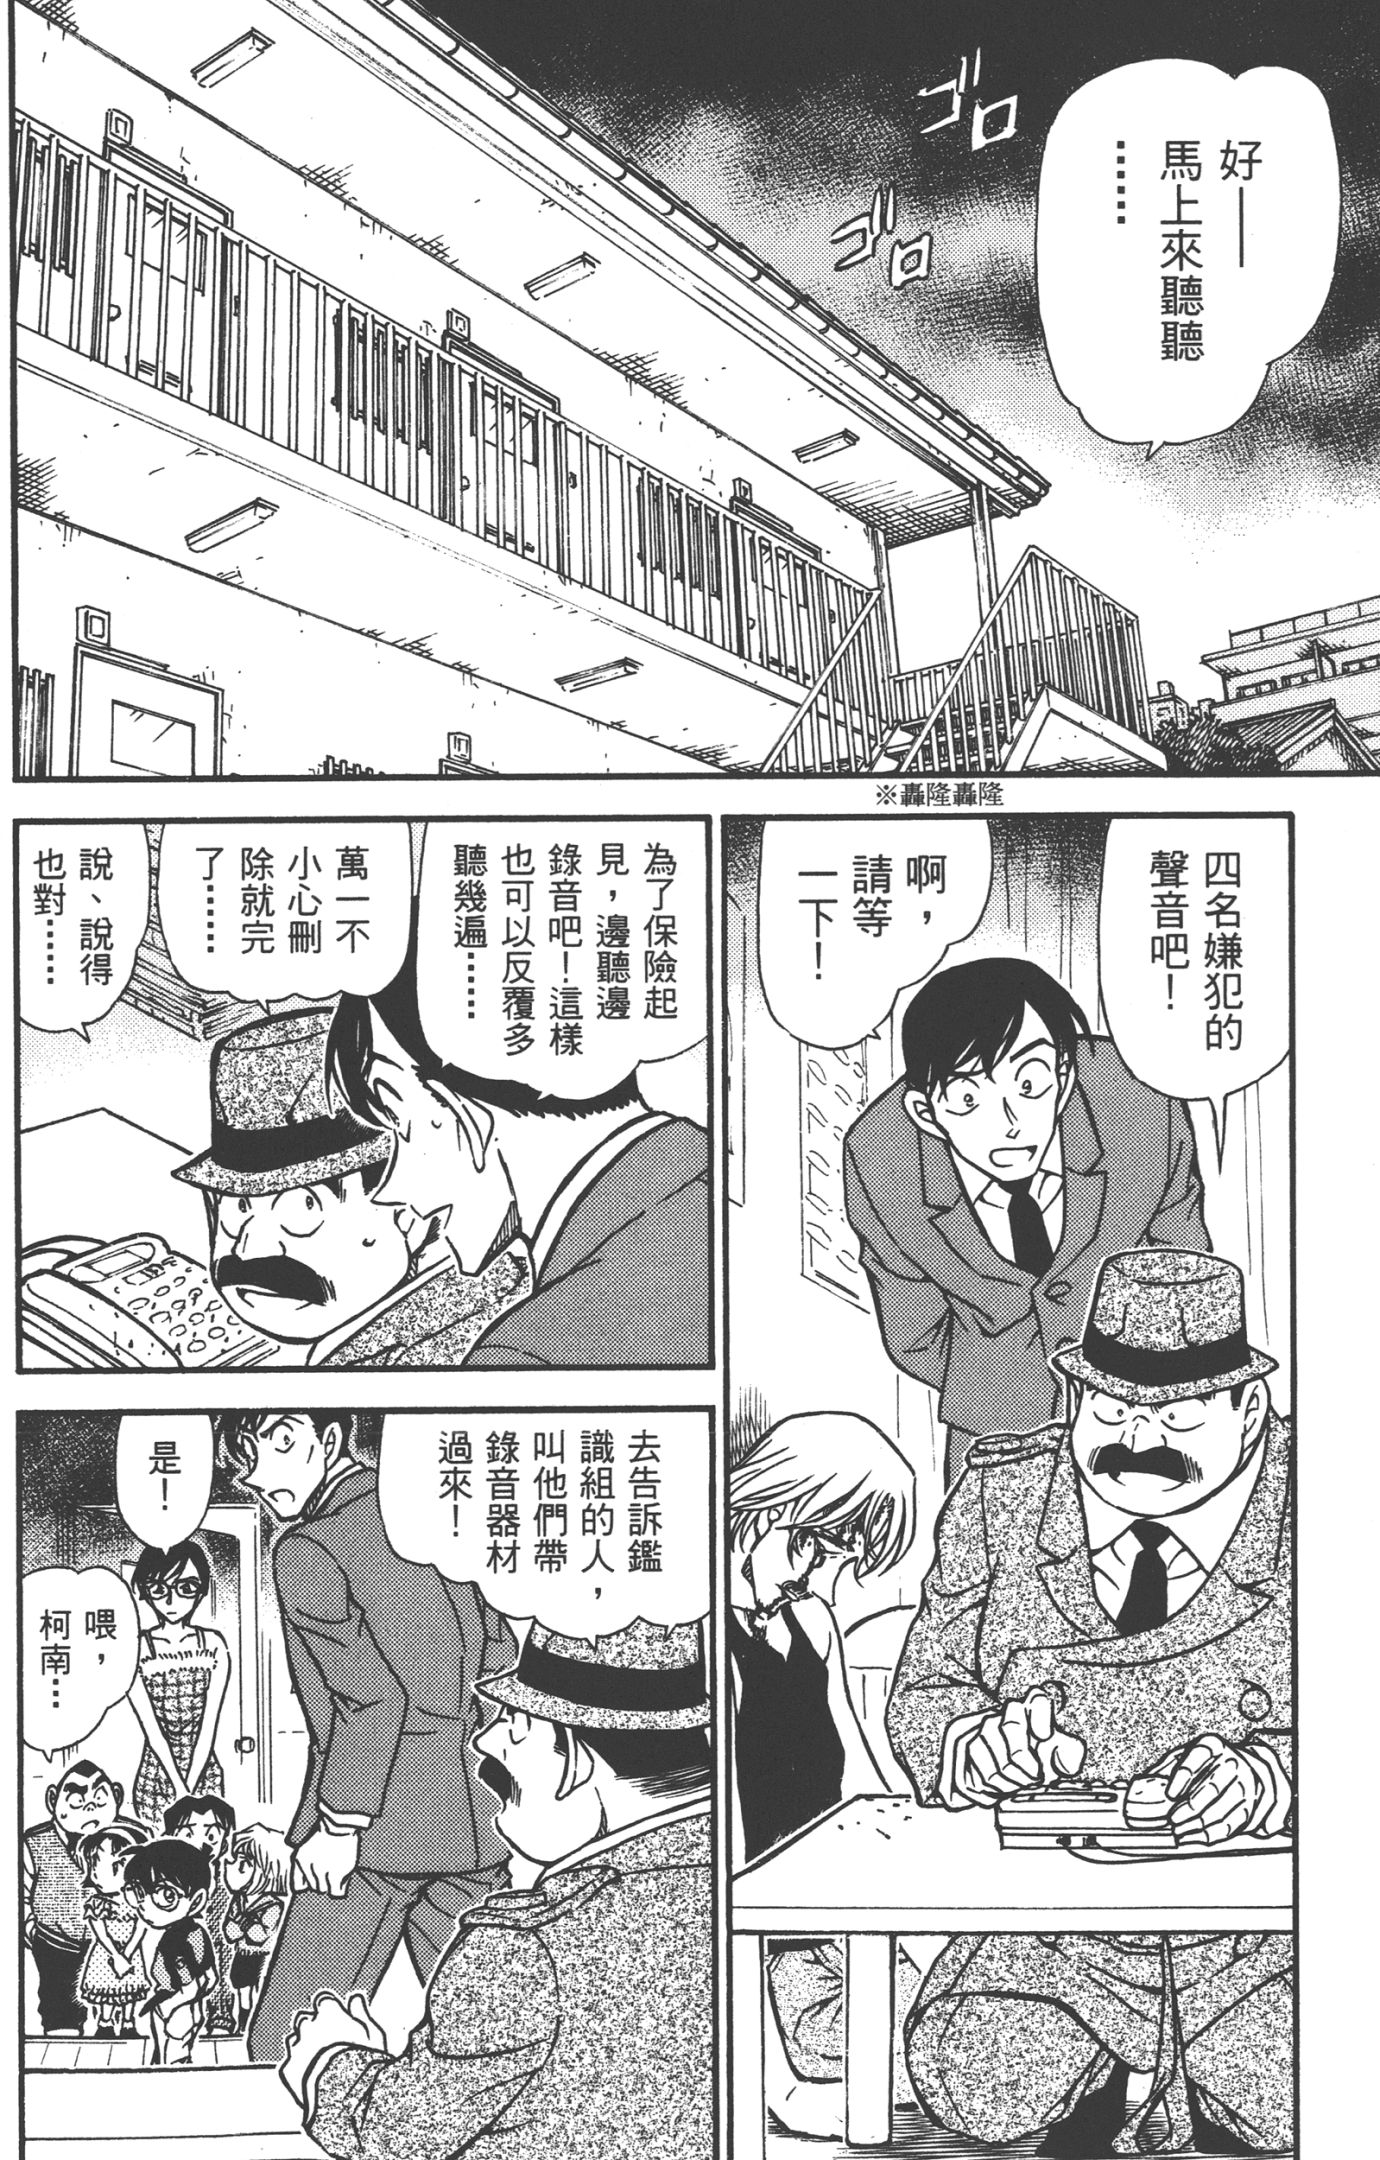 好——
馬上來聽聽
……
ゴロ
ゴロ
※轟隆轟隆
四名嫌犯的
聲音吧！
啊，
請等
一下！
為了保險起
見，邊聽邊
錄音吧！這樣
也可以反覆多
聽幾遍……
萬一不
小心刪
除就完
了……
說、說得
也對……
去告訴鑑
識組的人，
叫他們帶
錄音器材
過來！
是！
喂，
柯南…